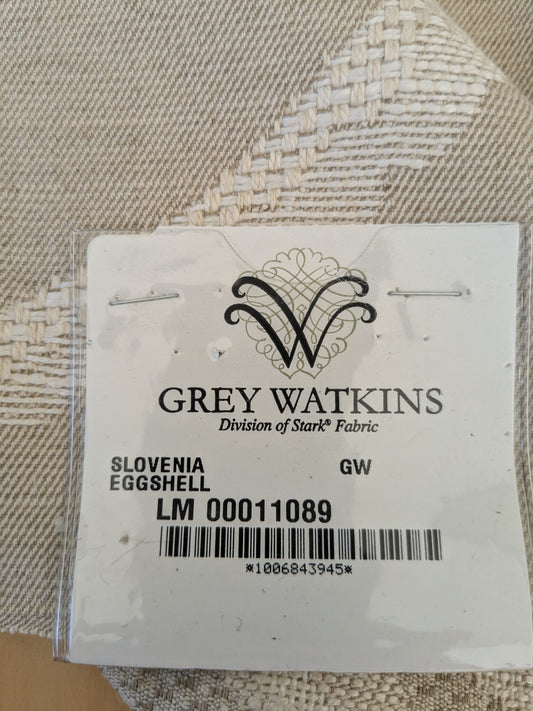 W
GREY WATKINS
Division of Stark® Fabric
SLOVENIA GW
EGGSHELL
LM 00011089
*1006843945*